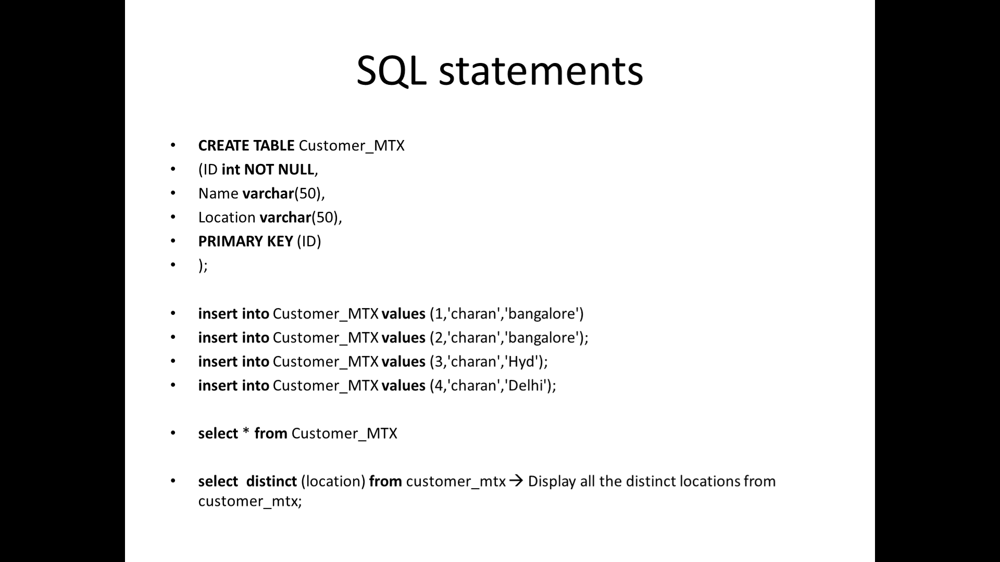 SQL statements
• CREATE TABLE Customer_MTX
• (ID int NOT NULL,
• Name varchar(50),
• Location varchar(50),
• PRIMARY KEY (ID)
• );
• insert into Customer_MTX values (1,'charan','bangalore')
• insert into Customer_MTX values (2,'charan','bangalore');
• insert into Customer_MTX values (3,'charan','Hyd');
• insert into Customer_MTX values (4,'charan','Delhi');
• select * from Customer_MTX
• select  distinct (location) from customer_mtx → Display all the distinct locations from
customer_mtx;